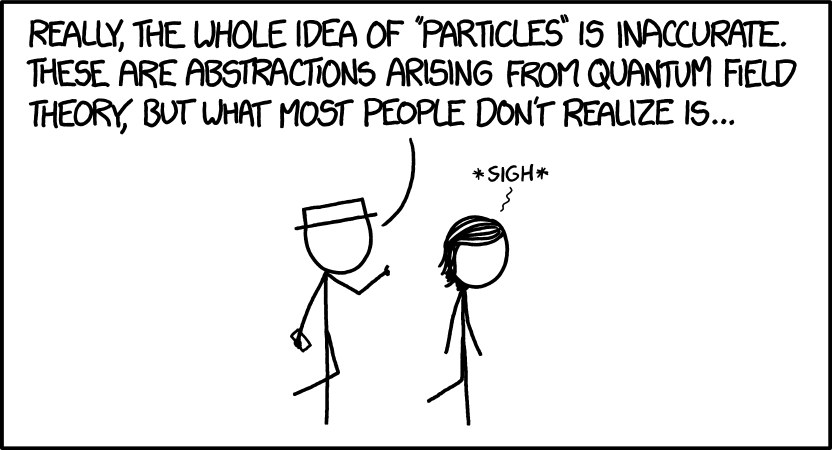 REALLY, THE WHOLE IDEA OF "PARTICLES" IS INACCURATE.
THESE ARE ABSTRACTIONS ARISING FROM QUANTUM FIELD
THEORY, BUT WHAT MOST PEOPLE DON'T REALIZE IS...
*SIGH*